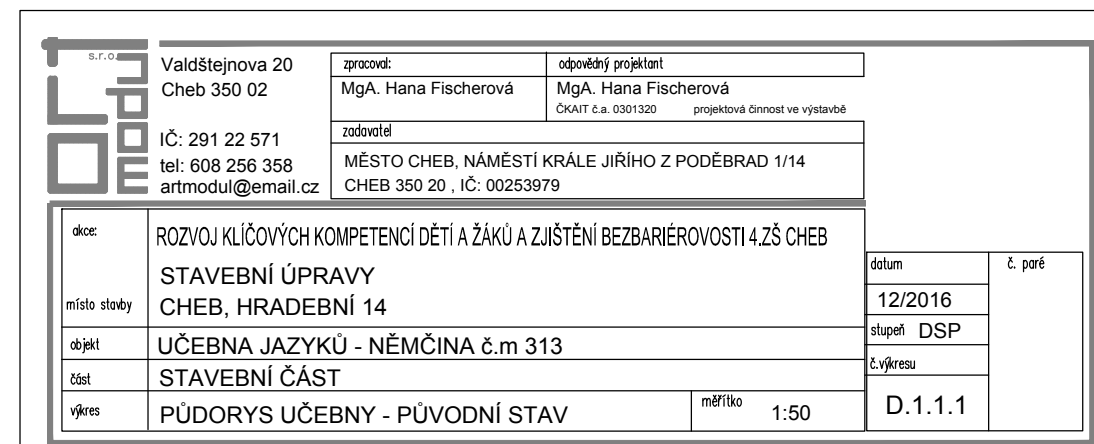 s.r.o.
Valdštejnova 20
Cheb 350 02
IČ: 291 22 571
tel: 608 256 358
artmodul@email.cz
zpracoval:
MgA. Hana Fischerová
odpovědný projektant
MgA. Hana Fischerová
ČKAIT č.a. 0301320 projektová činnost ve výstavbě
zadavatel
MĚSTO CHEB, NÁMĚSTÍ KRÁLE JIŘÍHO Z PODĚBRAD 1/14
CHEB 350 20 , IČ: 00253979
akce:
ROZVOJ KLÍČOVÝCH KOMPETENCÍ DĚTÍ A ŽÁKŮ A ZJIŠTĚNÍ BEZBARIÉROVOSTI 4.ZŠ CHEB
STAVEBNÍ ÚPRAVY
místo stavby CHEB, HRADEBNÍ 14
objekt UČEBNA JAZYKŮ - NĚMČINA č.m 313
část STAVEBNÍ ČÁST
výkres PŮDORYS UČEBNY - PŮVODNÍ STAV
měřítko 1:50
datum
12/2016
stupeň DSP
č.výkresu
D.1.1.1
č. paré